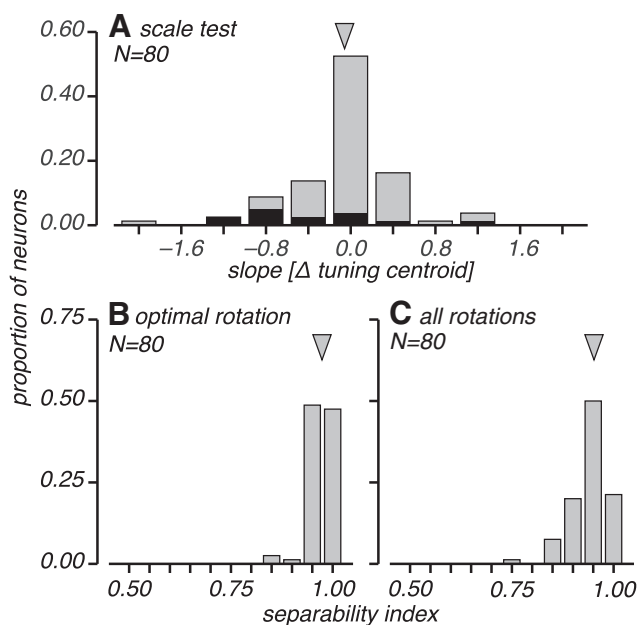 A scale test
N=80
0.60
0.40
0.20
0.00
−1.6 −0.8 0.0 0.8 1.6
slope [Δ tuning centroid]
proportion of neurons
B optimal rotation
N=80
0.75
0.50
0.25
0.00
0.50 0.75 1.00
C all rotations
N=80
0.50 0.75 1.00
separability index